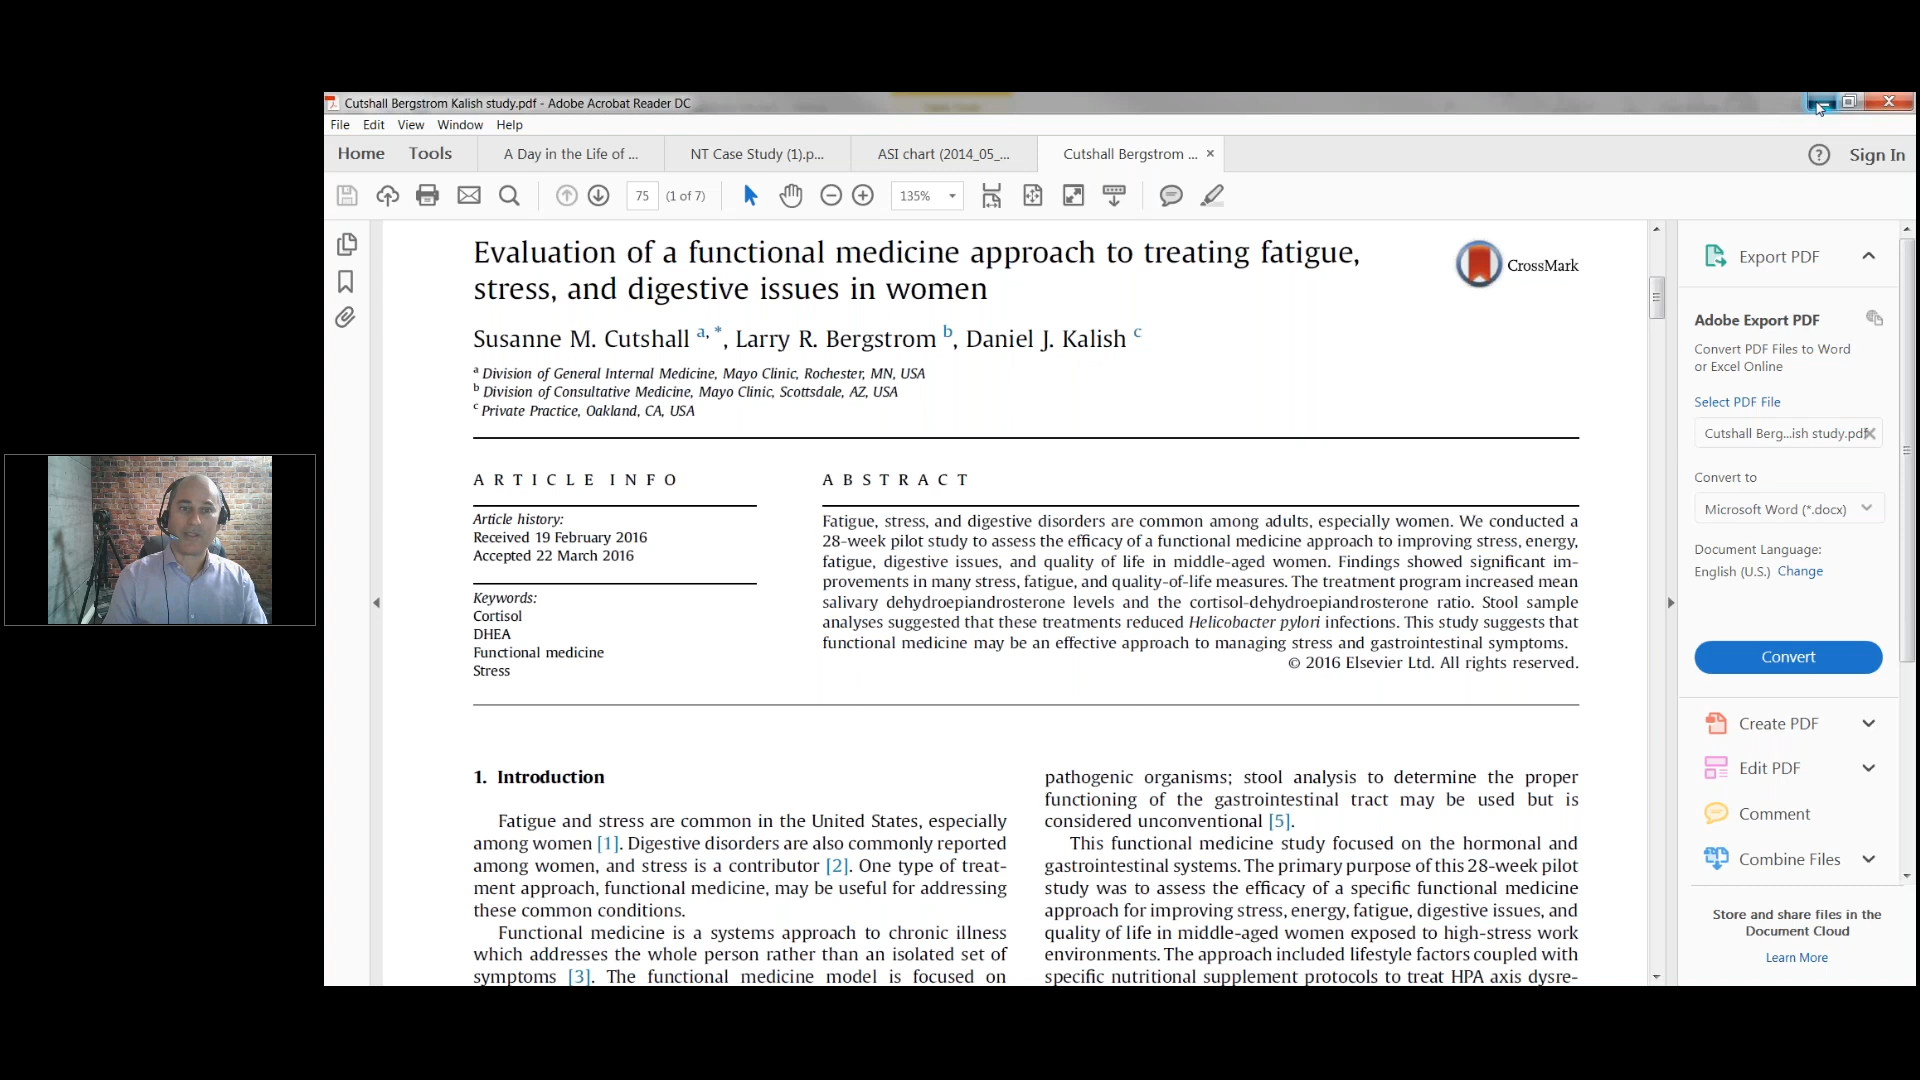 Cutshall Bergstrom Kalish study.pdf - Adobe Acrobat Reader DC
File Edit View Window Help
Home Tools A Day in the Life of ... NT Case Study (1).p... ASI chart (2014_05_... Cutshall Bergstrom ... × ? Sign In
75 (1 of 7) 135%
Evaluation of a functional medicine approach to treating fatigue,
stress, and digestive issues in women
CrossMark
Susanne M. Cutshall a, *, Larry R. Bergstrom b, Daniel J. Kalish c
a Division of General Internal Medicine, Mayo Clinic, Rochester, MN, USA
b Division of Consultative Medicine, Mayo Clinic, Scottsdale, AZ, USA
c Private Practice, Oakland, CA, USA
ARTICLE INFO
Article history:
Received 19 February 2016
Accepted 22 March 2016
Keywords:
Cortisol
DHEA
Functional medicine
Stress
ABSTRACT
Fatigue, stress, and digestive disorders are common among adults, especially women. We conducted a
28-week pilot study to assess the efficacy of a functional medicine approach to improving stress, energy,
fatigue, digestive issues, and quality of life in middle-aged women. Findings showed significant im-
provements in many stress, fatigue, and quality-of-life measures. The treatment program increased mean
salivary dehydroepiandrosterone levels and the cortisol-dehydroepiandrosterone ratio. Stool sample
analyses suggested that these treatments reduced Helicobacter pylori infections. This study suggests that
functional medicine may be an effective approach to managing stress and gastrointestinal symptoms.
© 2016 Elsevier Ltd. All rights reserved.
1. Introduction
Fatigue and stress are common in the United States, especially
among women [1]. Digestive disorders are also commonly reported
among women, and stress is a contributor [2]. One type of treat-
ment approach, functional medicine, may be useful for addressing
these common conditions.
Functional medicine is a systems approach to chronic illness
which addresses the whole person rather than an isolated set of
symptoms [3]. The functional medicine model is focused on
pathogenic organisms; stool analysis to determine the proper
functioning of the gastrointestinal tract may be used but is
considered unconventional [5].
This functional medicine study focused on the hormonal and
gastrointestinal systems. The primary purpose of this 28-week pilot
study was to assess the efficacy of a specific functional medicine
approach for improving stress, energy, fatigue, digestive issues, and
quality of life in middle-aged women exposed to high-stress work
environments. The approach included lifestyle factors coupled with
specific nutritional supplement protocols to treat HPA axis dysre-
Export PDF
Adobe Export PDF
Convert PDF Files to Word
or Excel Online
Select PDF File
Cutshall Berg...ish study.pdf
Convert to
Microsoft Word (*.docx)
Document Language:
English (U.S.) Change
Convert
Create PDF
Edit PDF
Comment
Combine Files
Store and share files in the
Document Cloud
Learn More